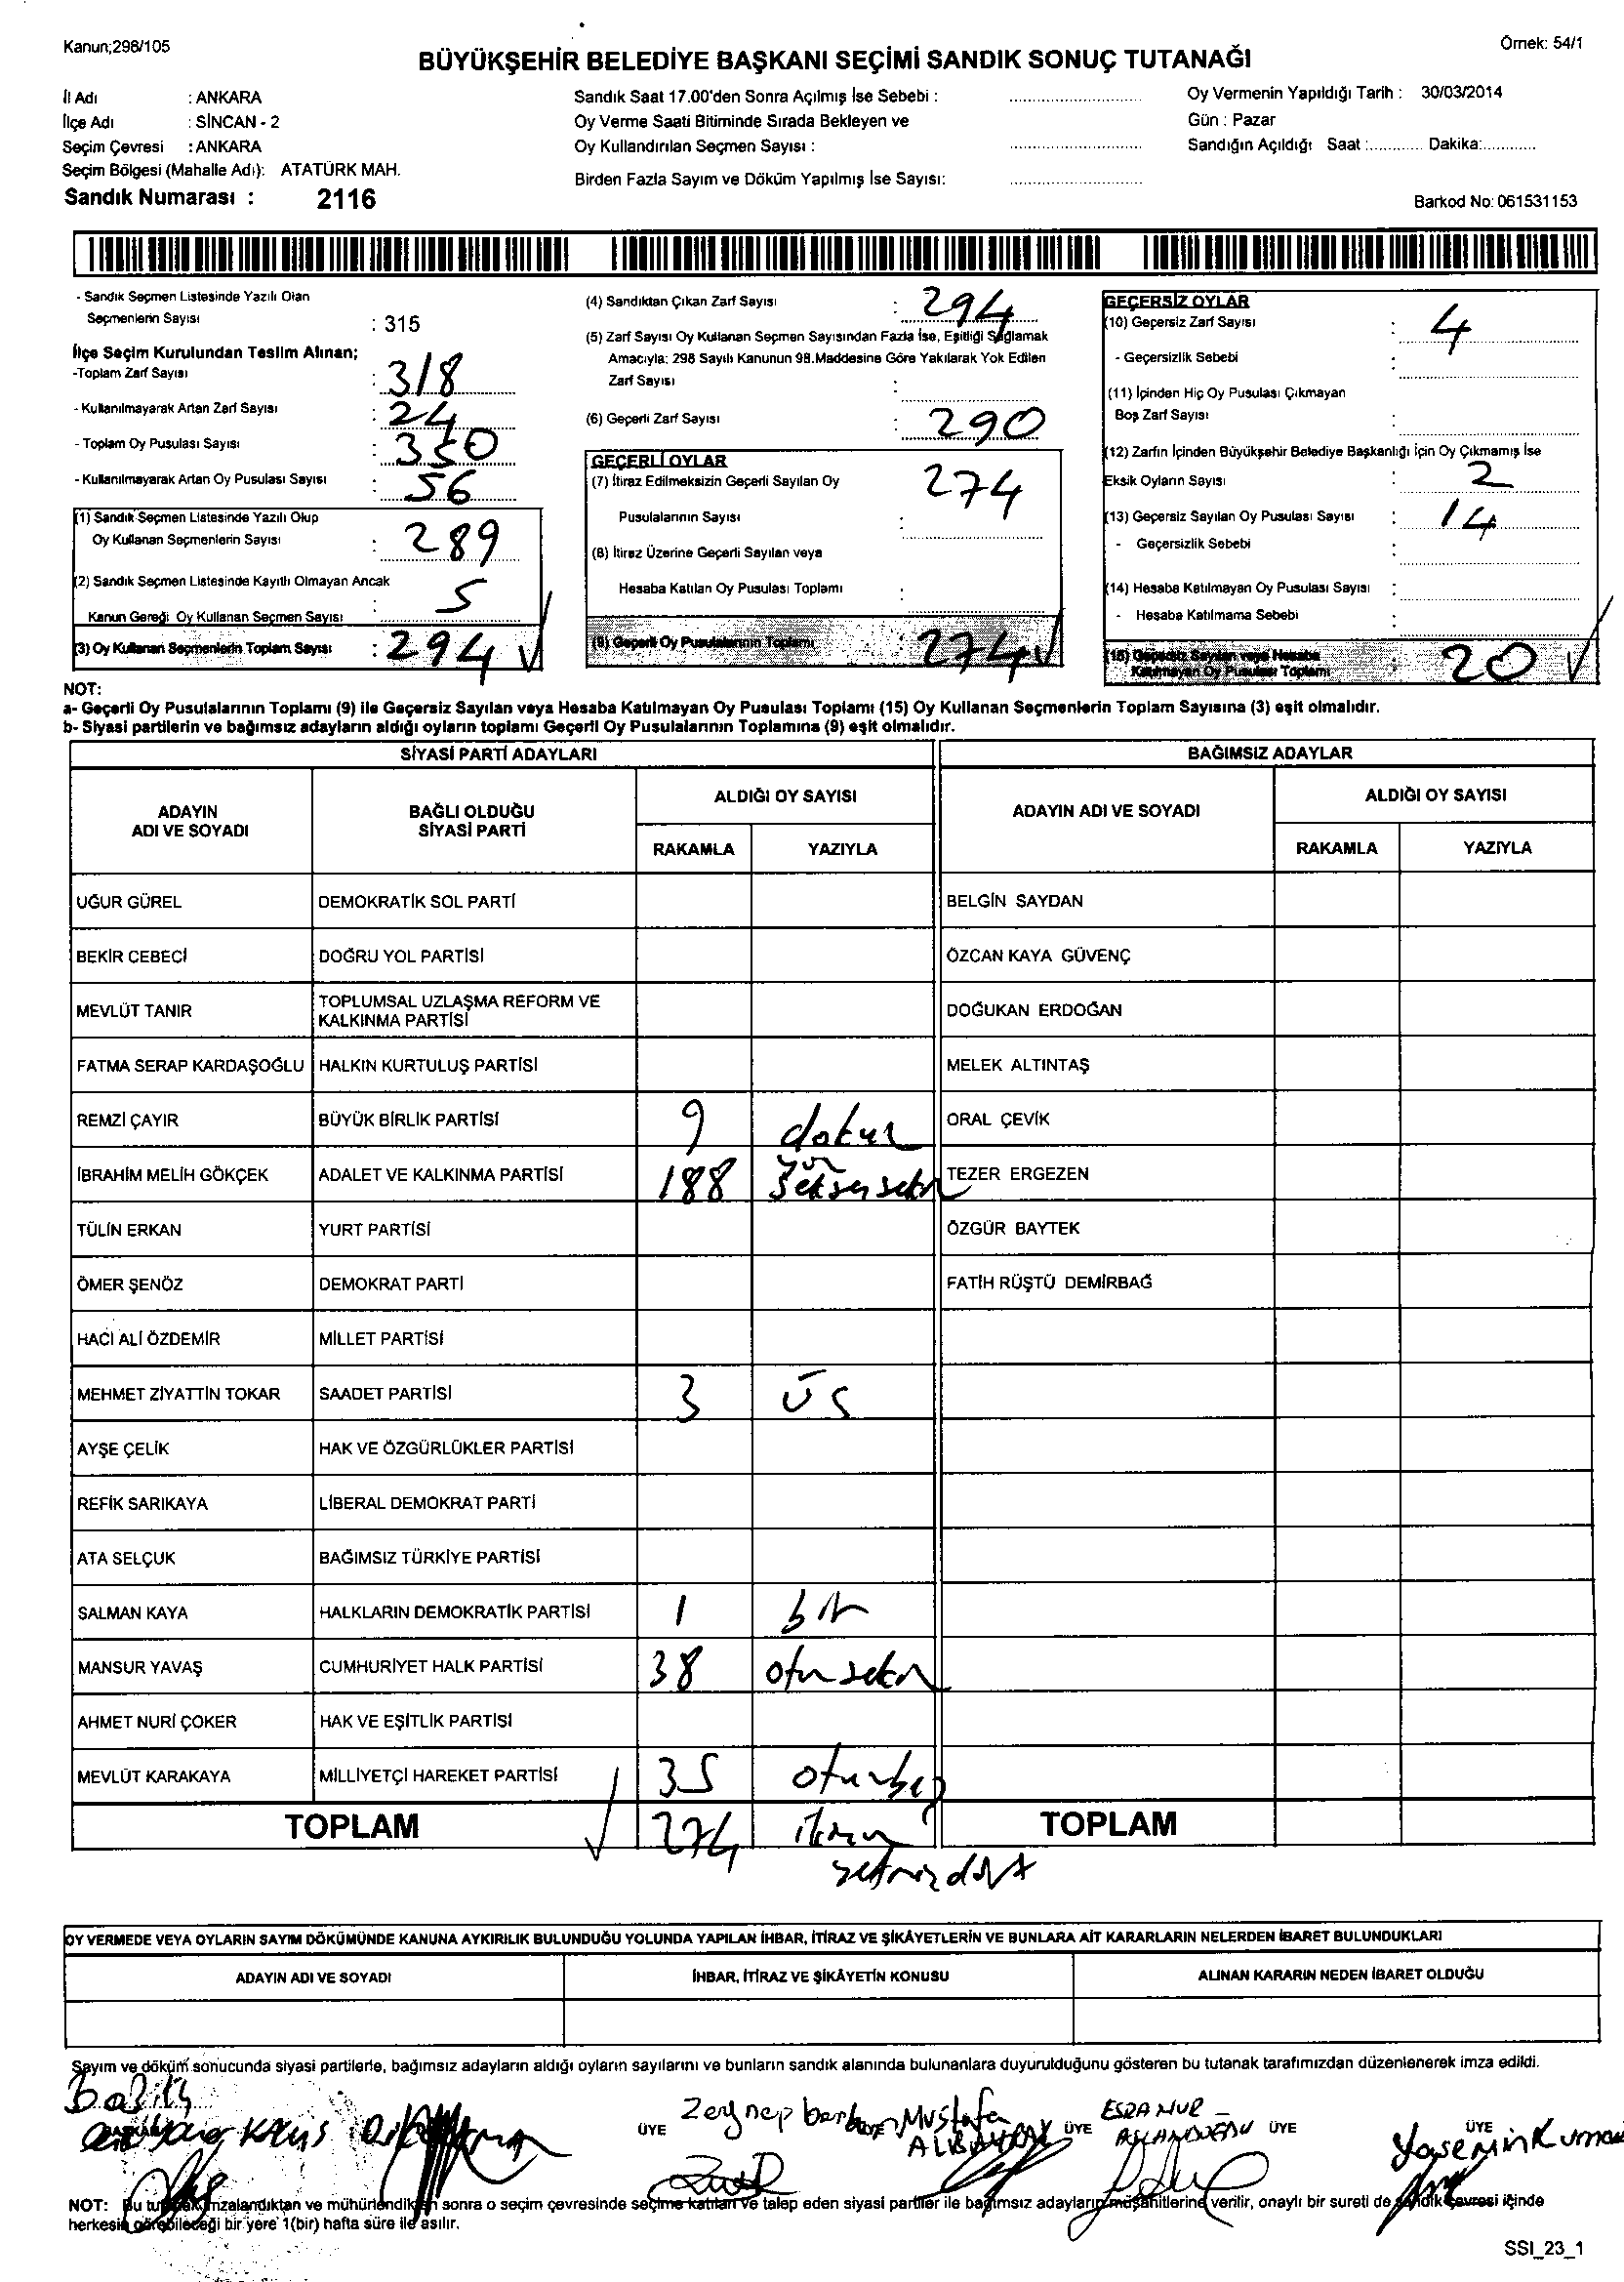 Kanun;298/105
Örnek: 54/1
BÜYÜKŞEHİR BELEDİYE BAŞKANI SEÇİMİ SANDIK SONUÇ TUTANAĞI
İl Adı : ANKARA
İlçe Adı : SİNCAN - 2
Seçim Çevresi : ANKARA
Seçim Bölgesi (Mahalle Adı): ATATÜRK MAH.
Sandık Numarası : 2116
Sandık Saat 17.00'den Sonra Açılmış İse Sebebi :
Oy Verme Saati Bitiminde Sırada Bekleyen ve
Oy Kullandırılan Seçmen Sayısı :
Birden Fazla Sayım ve Döküm Yapılmış İse Sayısı:
Oy Vermenin Yapıldığı Tarih : 30/03/2014
Gün : Pazar
Sandığın Açıldığı Saat :............ Dakika:............
Barkod No: 061531153
- Sandık Seçmen Listesinde Yazılı Olan
Seçmenlerin Sayısı : 315
İlçe Seçim Kurulundan Teslim Alınan;
-Toplam Zarf Sayısı : 318
- Kullanılmayarak Artan Zarf Sayısı : 24
- Toplam Oy Pusulası Sayısı : 350
- Kullanılmayarak Artan Oy Pusulası Sayısı : 56
(1) Sandık Seçmen Listesinde Yazılı Olup
Oy Kullanan Seçmenlerin Sayısı : 289
(2) Sandık Seçmen Listesinde Kayıtlı Olmayan Ancak
Kanun Gereği Oy Kullanan Seçmen Sayısı : 5
(3) Oy Kullanan Seçmenlerin Toplam Sayısı : 294
(4) Sandıktan Çıkan Zarf Sayısı : 294
(5) Zarf Sayısı Oy Kullanan Seçmen Sayısından Fazla İse, Eşitliği Sağlamak
Amacıyla: 298 Sayılı Kanunun 98.Maddesine Göre Yakılarak Yok Edilen
Zarf Sayısı :
(6) Geçerli Zarf Sayısı : 290
GEÇERLİ OYLAR
(7) İtiraz Edilmeksizin Geçerli Sayılan Oy 274
Pusulalarının Sayısı :
(8) İtiraz Üzerine Geçerli Sayılan veya
Hesaba Katılan Oy Pusulası Toplamı :
(9) Geçerli Oy Pusulalarının Toplamı : 274
GEÇERSİZ OYLAR
(10) Geçersiz Zarf Sayısı : 4
- Geçersizlik Sebebi :
(11) İçinden Hiç Oy Pusulası Çıkmayan
Boş Zarf Sayısı :
(12) Zarfın İçinden Büyükşehir Belediye Başkanlığı İçin Oy Çıkmamış İse
Eksik Oyların Sayısı : 2
(13) Geçersiz Sayılan Oy Pusulası Sayısı : 14
- Geçersizlik Sebebi :
(14) Hesaba Katılmayan Oy Pusulası Sayısı :
- Hesaba Katılmama Sebebi :
(15) Geçersiz Sayılan veya Hesaba
Katılmayan Oy Pusulası Toplamı : 20
NOT:
a- Geçerli Oy Pusulalarının Toplamı (9) ile Geçersiz Sayılan veya Hesaba Katılmayan Oy Pusulası Toplamı (15) Oy Kullanan Seçmenlerin Toplam Sayısına (3) eşit olmalıdır.
b- Siyasi partilerin ve bağımsız adayların aldığı oyların toplamı Geçerli Oy Pusulalarının Toplamına (9) eşit olmalıdır.
SİYASİ PARTİ ADAYLARI
ADAYIN ADI VE SOYADI
BAĞLI OLDUĞU SİYASİ PARTİ
ALDIĞI OY SAYISI
RAKAMLA YAZIYLA
UĞUR GÜREL DEMOKRATİK SOL PARTİ
BEKİR CEBECİ DOĞRU YOL PARTİSİ
MEVLÜT TANIR TOPLUMSAL UZLAŞMA REFORM VE
KALKINMA PARTİSİ
FATMA SERAP KARDAŞOĞLU HALKIN KURTULUŞ PARTİSİ
REMZİ ÇAYIR BÜYÜK BİRLİK PARTİSİ 9 dokuz
İBRAHİM MELİH GÖKÇEK ADALET VE KALKINMA PARTİSİ 188 yüz seksen sekiz
TÜLİN ERKAN YURT PARTİSİ
ÖMER ŞENÖZ DEMOKRAT PARTİ
HACI ALİ ÖZDEMİR MİLLET PARTİSİ
MEHMET ZİYATTİN TOKAR SAADET PARTİSİ 3 üç
AYŞE ÇELİK HAK VE ÖZGÜRLÜKLER PARTİSİ
REFİK SARIKAYA LİBERAL DEMOKRAT PARTİ
ATA SELÇUK BAĞIMSIZ TÜRKİYE PARTİSİ
SALMAN KAYA HALKLARIN DEMOKRATİK PARTİSİ 1 bir
MANSUR YAVAŞ CUMHURİYET HALK PARTİSİ 38 otuz sekiz
AHMET NURİ ÇOKER HAK VE EŞİTLİK PARTİSİ
MEVLÜT KARAKAYA MİLLİYETÇİ HAREKET PARTİSİ 35 otuzbeş
TOPLAM 274
BAĞIMSIZ ADAYLAR
ADAYIN ADI VE SOYADI
ALDIĞI OY SAYISI
RAKAMLA YAZIYLA
BELGİN SAYDAN
ÖZCAN KAYA GÜVENÇ
DOĞUKAN ERDOĞAN
MELEK ALTINTAŞ
ORAL ÇEVİK
TEZER ERGEZEN
ÖZGÜR BAYTEK
FATİH RÜŞTÜ DEMİRBAĞ
TOPLAM
OY VERMEDE VEYA OYLARIN SAYIM DÖKÜMÜNDE KANUNA AYKIRILIK BULUNDUĞU YOLUNDA YAPILAN İHBAR, İTİRAZ VE ŞİKÂYETLERİN VE BUNLARA AİT KARARLARIN NELERDEN İBARET BULUNDUKLARI
ADAYIN ADI VE SOYADI İHBAR, İTİRAZ VE ŞİKÂYETİN KONUSU ALINAN KARARIN NEDEN İBARET OLDUĞU
Sayım ve döküm sonucunda siyasi partilerle, bağımsız adayların aldığı oyların sayılarını ve bunların sandık alanında bulunanlara duyurulduğunu gösteren bu tutanak tarafımızdan düzenlenerek imza edildi.
ÜYE Zeynep Mustafa ÜYE ESRA NUR ÜYE ÜYE
Yasemin
NOT: Bu tutanak imzalandıktan ve mühürlendikten sonra o seçim çevresinde seçime katılan ve talep eden siyasi partiler ile bağımsız adayların müşahitlerine verilir, onaylı bir sureti de sandık çevresi içinde
herkesin görebileceği bir yere 1(bir) hafta süre ile asılır.
SSI_23_1